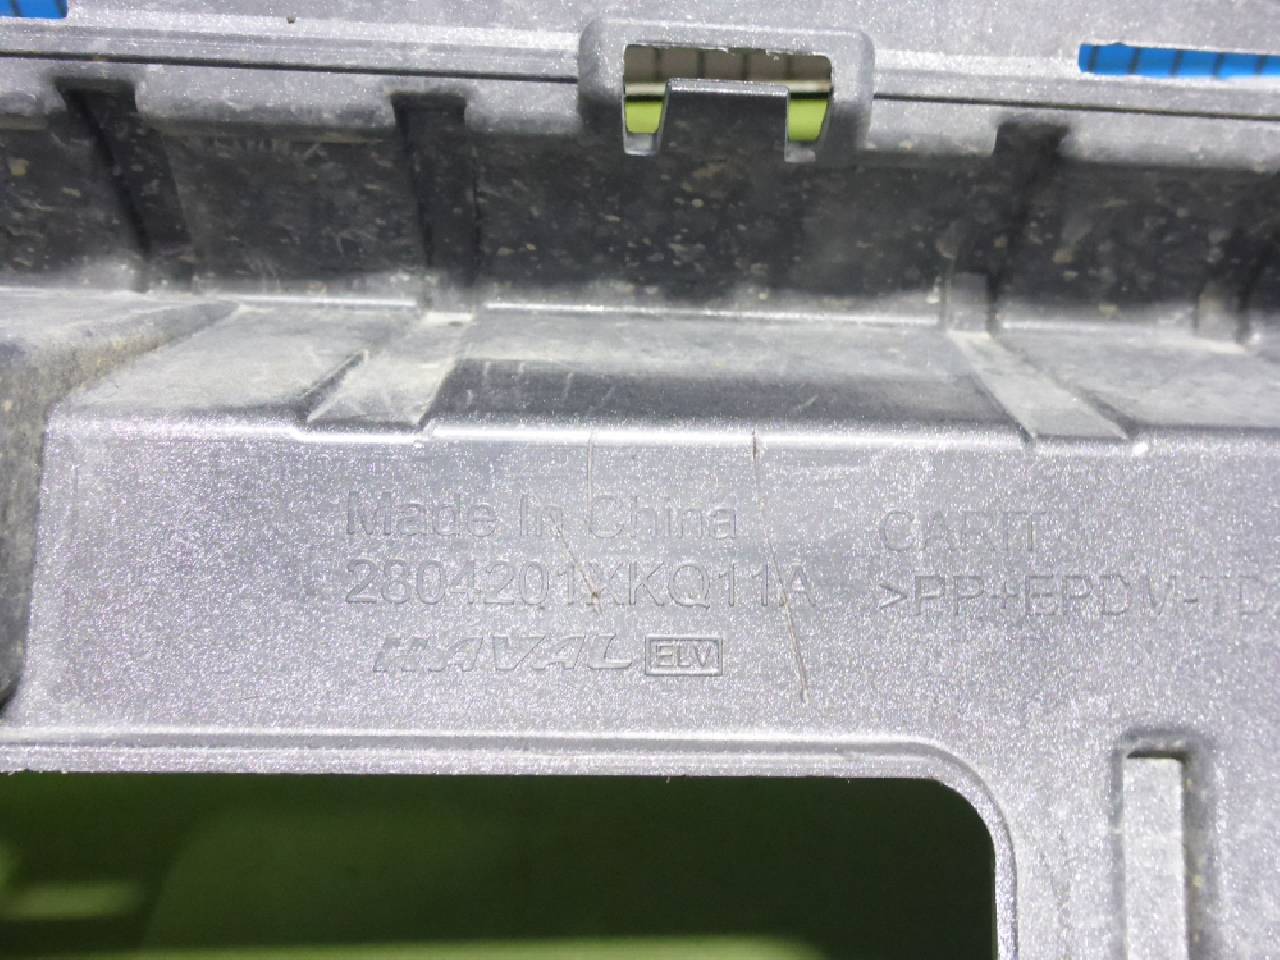 Made In China
2804201XKQ11A
HAVAL ELV
CARIT
>PP+EPDM-TD